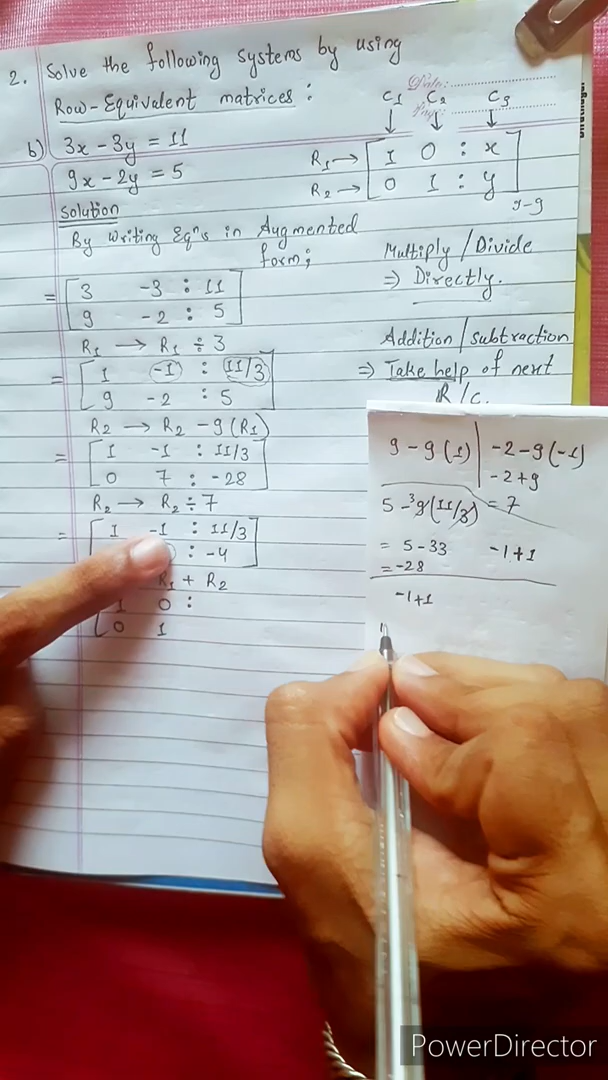 2. Solve the following systems by using
Row-Equivalent matrices :
b) 3x - 3y = 11
9x - 2y = 5
Solution
By Writing Eqns in Augmented
form;
= [ 3 -3 : 11
9 -2 : 5 ]
R1 → R1 ÷ 3
= [ 1 -1 : 11/3
9 -2 : 5 ]
R2 → R2 - 9(R1)
= [ 1 -1 : 11/3
0 7 : -28 ]
R2 → R2 ÷ 7
= [ 1 -1 : 11/3
: -4 ]
R1 + R2
1 0 :
0 1
Date:
Page:
C1 C2 C3
R1 → [ 1 0 : x
R2 → 0 1 : y ]
9-9
Multiply / Divide
⇒ Directly.
Addition / subtraction
⇒ Take help of next
R/C.
9 - 9(1) | -2 - 9(-1)
-2 + 9
5 - 3 9(11/3) = 7
= 5 - 33 -1+1
= -28
-1+1
PowerDirector